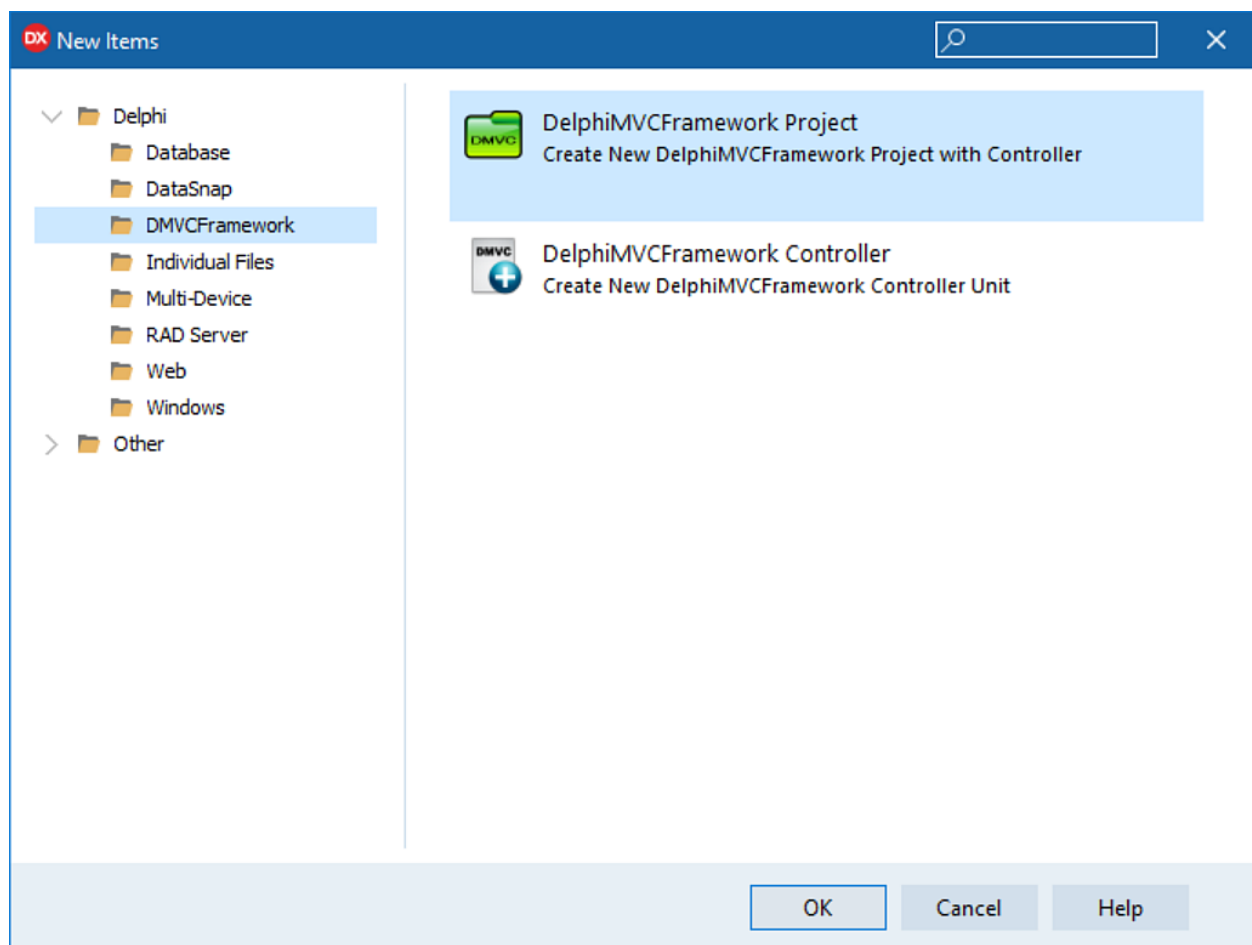 DX New Items
Delphi
Database
DataSnap
DMVCFramework
Individual Files
Multi-Device
RAD Server
Web
Windows
Other
DMVC
DelphiMVCFramework Project
Create New DelphiMVCFramework Project with Controller
DMVC
DelphiMVCFramework Controller
Create New DelphiMVCFramework Controller Unit
OK Cancel Help